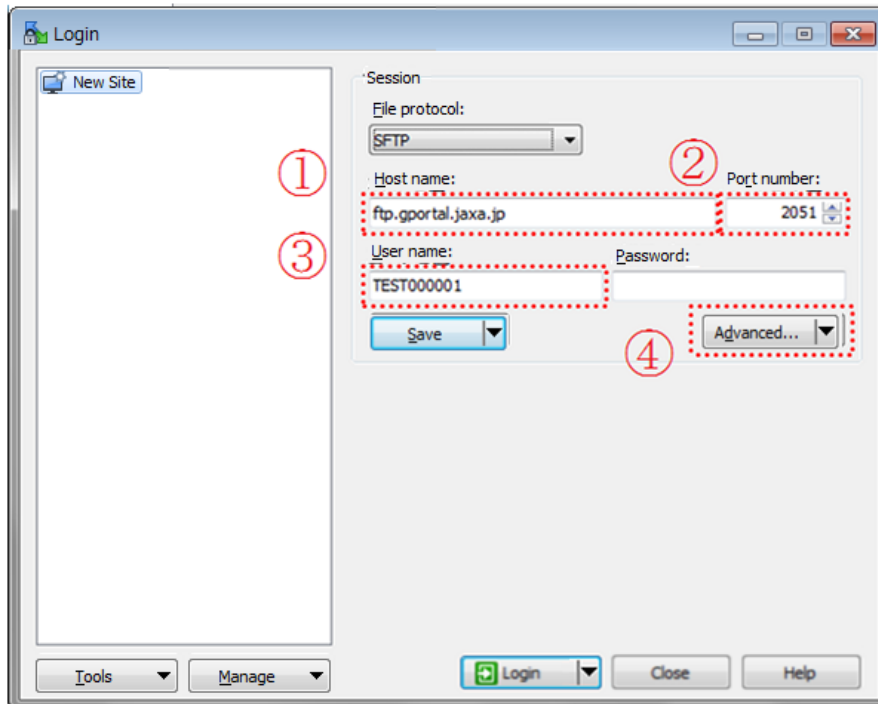 Login
New Site
Session
File protocol:
SFTP
① ②
Host name: Port number:
ftp.gportal.jaxa.jp 2051
③
User name: Password:
TEST000001
Save Advanced...
④
Tools Manage Login Close Help